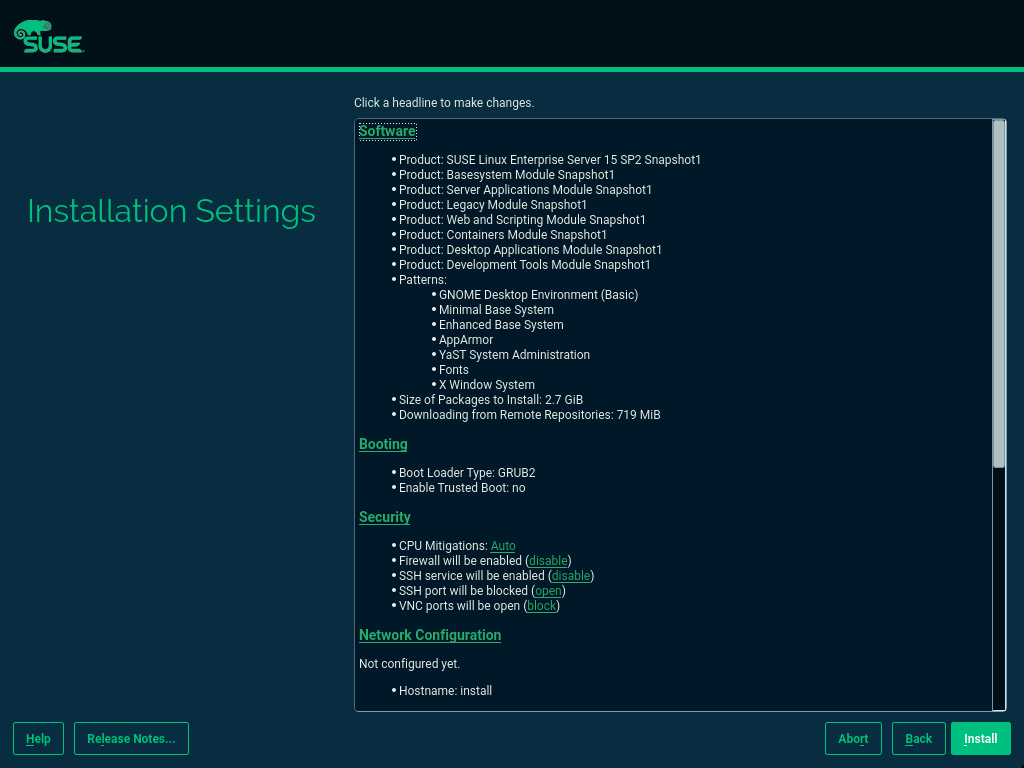 SUSE
Click a headline to make changes.
Installation Settings
Software
• Product: SUSE Linux Enterprise Server 15 SP2 Snapshot1
• Product: Basesystem Module Snapshot1
• Product: Server Applications Module Snapshot1
• Product: Legacy Module Snapshot1
• Product: Web and Scripting Module Snapshot1
• Product: Containers Module Snapshot1
• Product: Desktop Applications Module Snapshot1
• Product: Development Tools Module Snapshot1
• Patterns:
• GNOME Desktop Environment (Basic)
• Minimal Base System
• Enhanced Base System
• AppArmor
• YaST System Administration
• Fonts
• X Window System
• Size of Packages to Install: 2.7 GiB
• Downloading from Remote Repositories: 719 MiB
Booting
• Boot Loader Type: GRUB2
• Enable Trusted Boot: no
Security
• CPU Mitigations: Auto
• Firewall will be enabled (disable)
• SSH service will be enabled (disable)
• SSH port will be blocked (open)
• VNC ports will be open (block)
Network Configuration
Not configured yet.
• Hostname: install
Help Release Notes... Abort Back Install